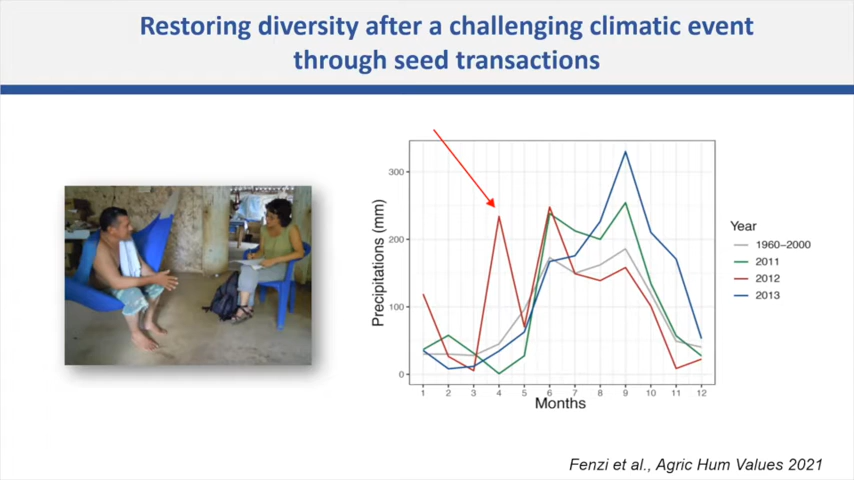 Restoring diversity after a challenging climatic event
through seed transactions
Precipitations (mm)
300
200
100
0
1 2 3 4 5 6 7 8 9 10 11 12
Months
Year
1960–2000
2011
2012
2013
Fenzi et al., Agric Hum Values 2021